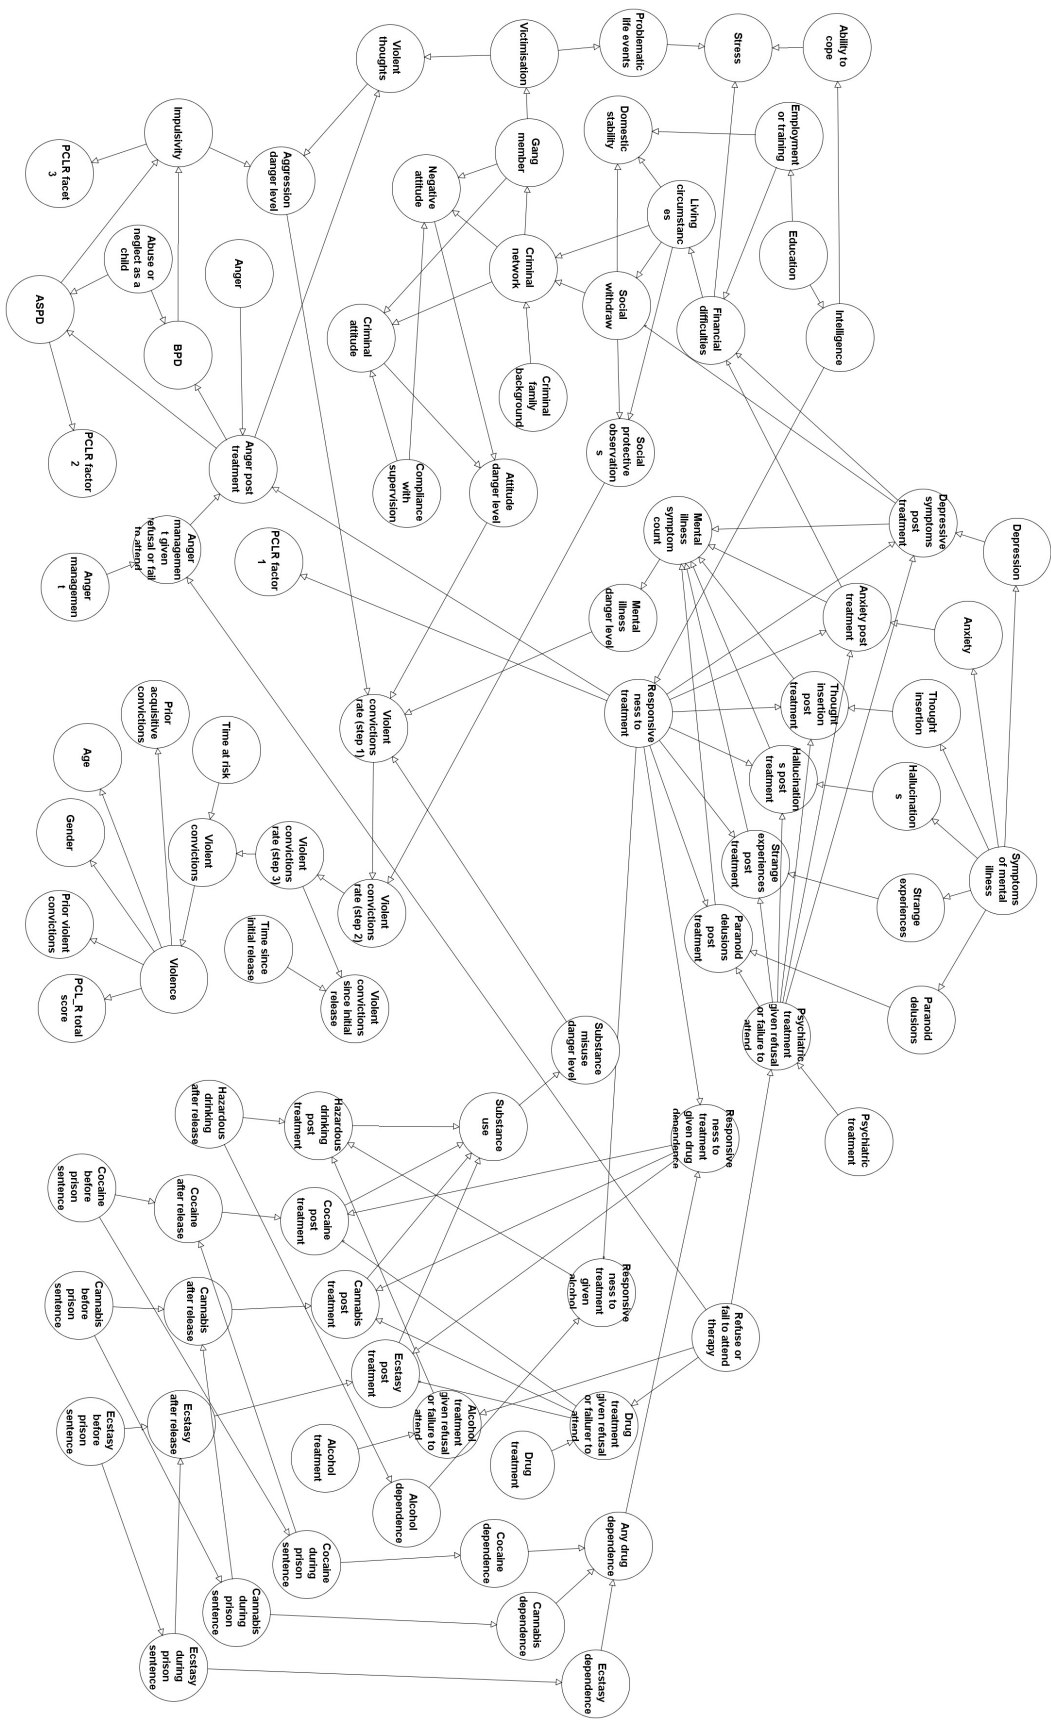 Ability to
cope
Stress
Problematic
life events
Victimisation
Violent
thoughts
Employment
or training
Domestic
stability
Gang
member
Negative
attitude
Aggression
danger level
Impulsivity
PCLR facet
3
Education
Living
circumstanc
es
Criminal
network
Anger
Abuse or
neglect as a
child
Intelligence
Financial
difficulties
Social
withdraw
Criminal
attitude
BPD
ASPD
Criminal
family
background
Social
protective
observation
s
Attitude
danger level
Compliance
with
supervision
Anger post
treatment
PCLR factor
2
Depression
Depressive
symptoms
post
treatment
Mental
illness
symptom
count
Anger
managemen
t given
refusal or fail
to attend
PCLR factor
1
Anger
managemen
t
Anxiety
Anxiety post
treatment
Mental
illness
danger level
Thought
insertion
Thought
insertion
post
treatment
Responsive
ness to
treatment
Violent
convictions
rate (step 1)
Prior
acquisitive
convictions
Time at risk
Age
Hallucination
s
Hallucination
s post
treatment
Symptoms
of mental
illness
Strange
experiences
Strange
experiences
post
treatment
Violent
convictions
rate (step 3)
Violent
convictions
Gender
Violent
convictions
rate (step 2)
Paranoid
delusions
post
treatment
Time since
initial release
Prior violent
convictions
Violence
Paranoid
delusions
Psychiatric
treatment
given refusal
or failure to
attend
Violent
convictions
since initial
release
PCL_R total
score
Substance
misuse
danger level
Psychiatric
treatment
Responsive
ness to
treatment
given drug
dependence
Substance
use
Hazardous
drinking
post
treatment
Hazardous
drinking
after release
Cocaine
post
treatment
Cocaine
after release
Cocaine
before
prison
sentence
Responsive
ness to
treatment
given
alcohol
Cannabis
post
treatment
Cannabis
after release
Cannabis
before
prison
sentence
Refuse or
fail to attend
therapy
Ecstasy
post
treatment
Drug
treatment
given refusal
or failurer to
attend
Alcohol
treatment
given refusal
or failure to
attend
Ecstasy
after release
Ecstasy
before
prison
sentence
Drug
treatment
Alcohol
treatment
Alcohol
dependence
Any drug
dependence
Cocaine
dependence
Cocaine
during
prison
sentence
Cannabis
dependence
Cannabis
during
prison
sentence
Ecstasy
dependence
Ecstasy
during
prison
sentence